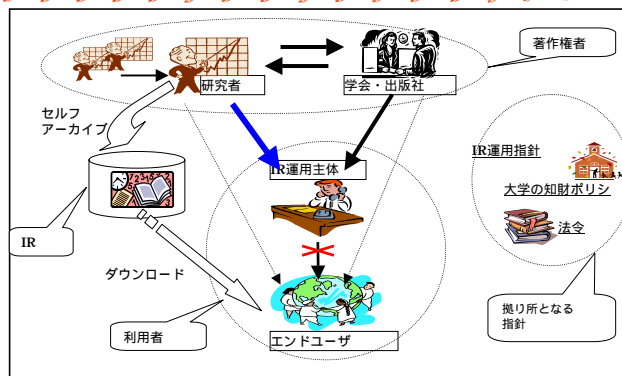 著作権者
研究者
学会・出版社
セルフ
アーカイブ
IR運用主体
IR運用指針
大学の知財ポリシ
法令
IR
ダウンロード
拠り所となる
指針
利用者
エンドユーザ